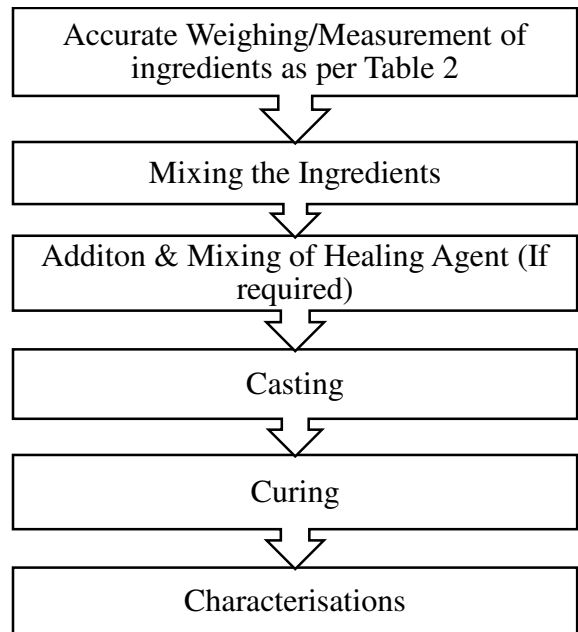 Accurate Weighing/Measurement of
ingredients as per Table 2
Mixing the Ingredients
Additon & Mixing of Healing Agent (If
required)
Casting
Curing
Characterisations